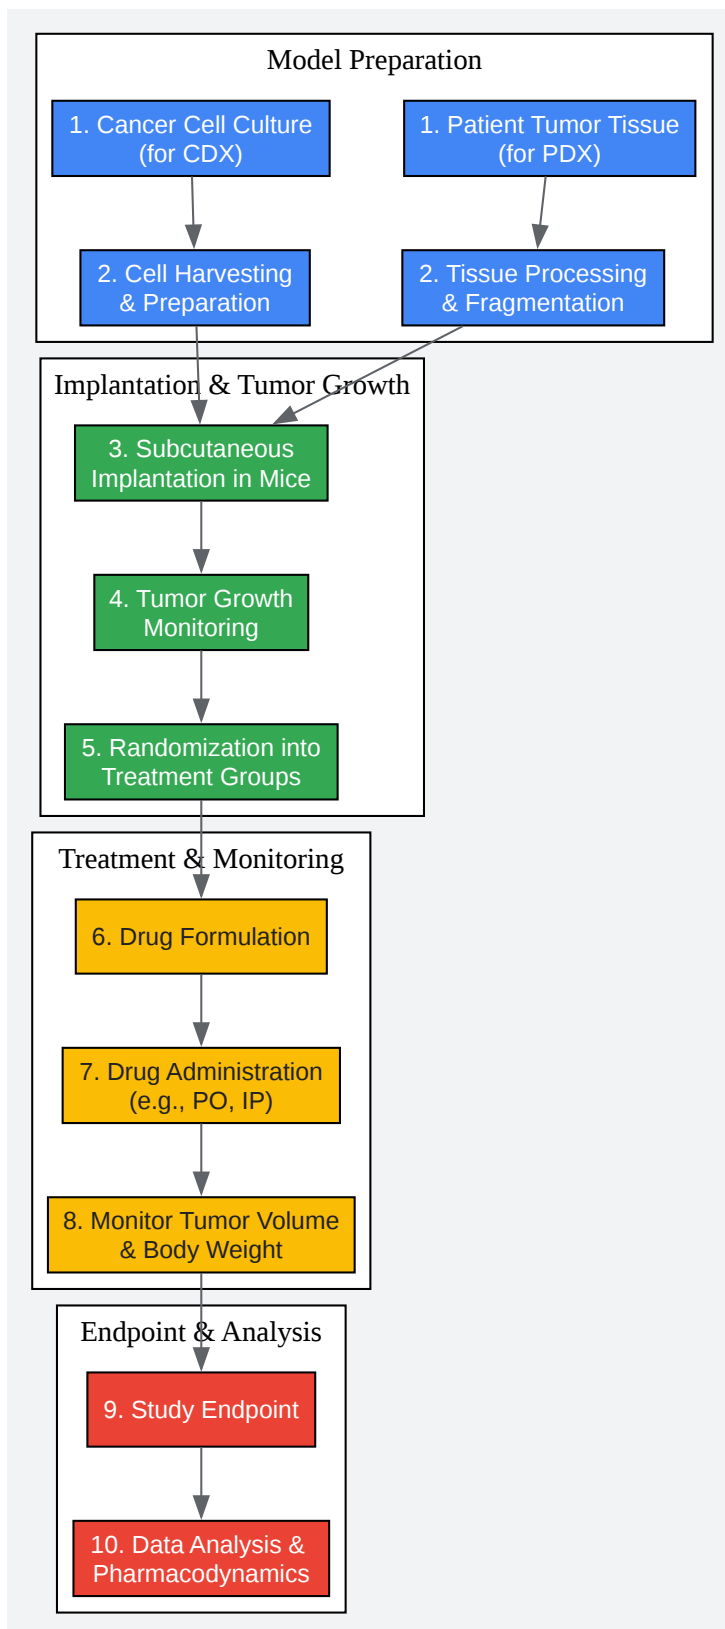 Model Preparation
1. Cancer Cell Culture
(for CDX)
1. Patient Tumor Tissue
(for PDX)
2. Cell Harvesting
& Preparation
2. Tissue Processing
& Fragmentation
Implantation & Tumor Growth
3. Subcutaneous
Implantation in Mice
4. Tumor Growth
Monitoring
5. Randomization into
Treatment Groups
Treatment & Monitoring
6. Drug Formulation
7. Drug Administration
(e.g., PO, IP)
8. Monitor Tumor Volume
& Body Weight
Endpoint & Analysis
9. Study Endpoint
10. Data Analysis &
Pharmacodynamics